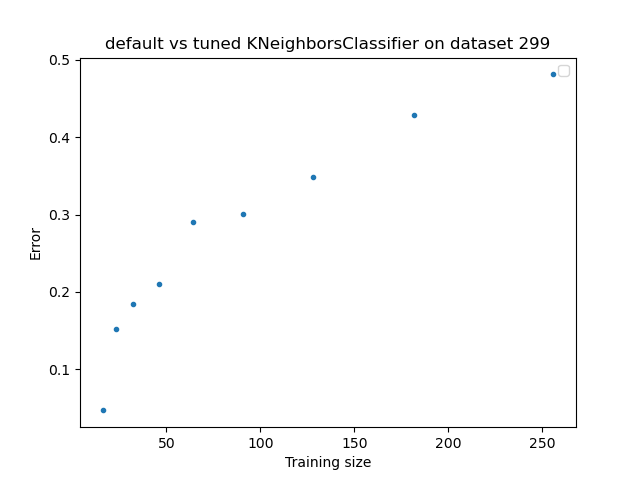 default vs tuned KNeighborsClassifier on dataset 299
0.5
0.4
0.3
0.2
0.1
Error
50 100 150 200 250
Training size